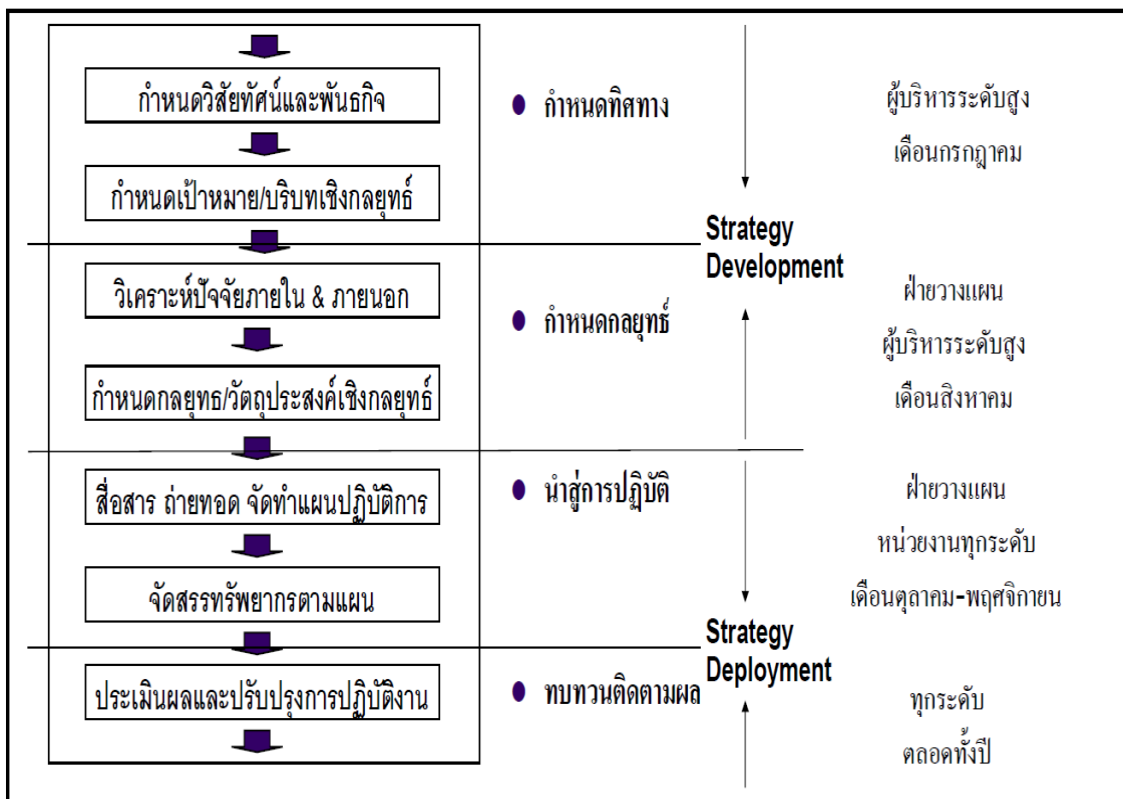 กำหนดวิสัยทัศน์และพันธกิจ
กำหนดทิศทาง
ผู้บริหารระดับสูง
เดือนกรกฎาคม
กำหนดเป้าหมาย/บริบทเชิงกลยุทธ์
Strategy
Development
วิเคราะห์ปัจจัยภายใน & ภายนอก
กำหนดกลยุทธ์
ฝ่ายวางแผน
ผู้บริหารระดับสูง
เดือนสิงหาคม
กำหนดกลยุทธ/วัตถุประสงค์เชิงกลยุทธ์
สื่อสาร ถ่ายทอด จัดทำแผนปฏิบัติการ
นำสู่การปฏิบัติ
ฝ่ายวางแผน
หน่วยงานทุกระดับ
เดือนตุลาคม-พฤศจิกายน
จัดสรรทรัพยากรตามแผน
Strategy
Deployment
ประเมินผลและปรับปรุงการปฏิบัติงาน
ทบทวนติดตามผล
ทุกระดับ
ตลอดทั้งปี